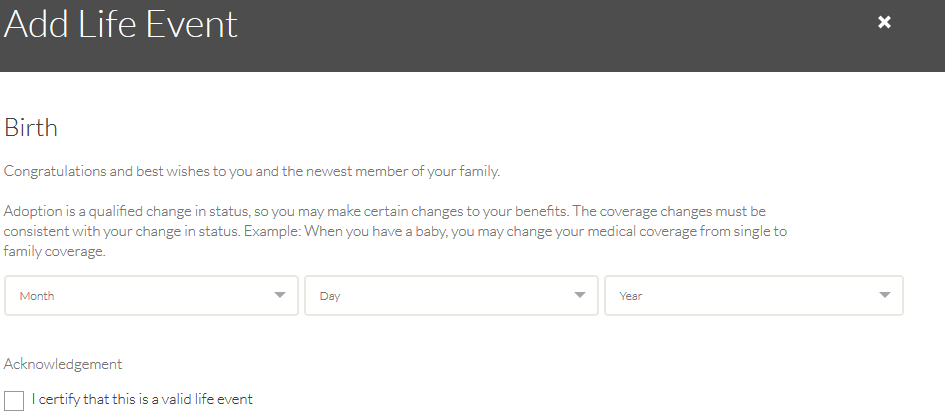 Add Life Event
Birth
Congratulations and best wishes to you and the newest member of your family.
Adoption is a qualified change in status, so you may make certain changes to your benefits. The coverage changes must be
consistent with your change in status. Example: When you have a baby, you may change your medical coverage from single to
family coverage.
Month Day Year
Acknowledgement
I certify that this is a valid life event